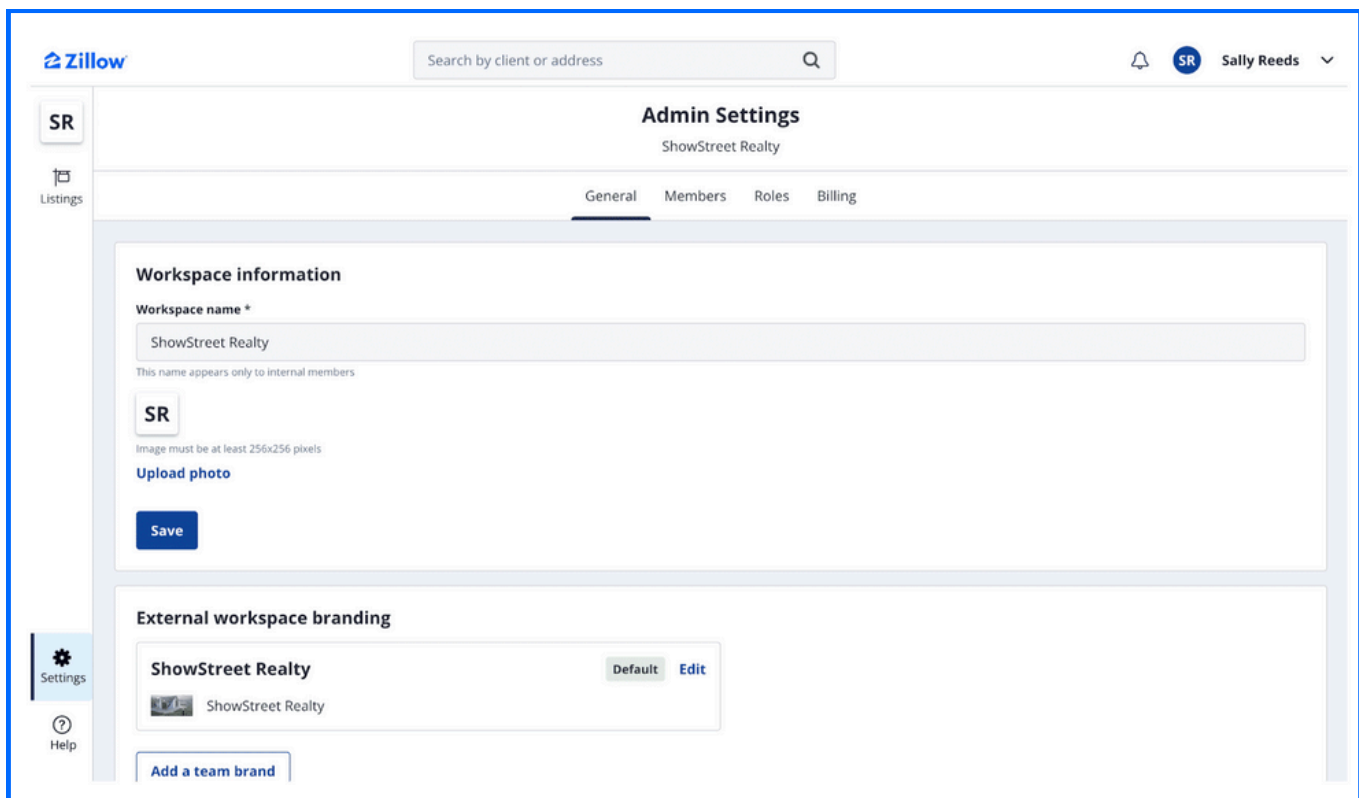 Zillow
Search by client or address
SR Sally Reeds
SR
Admin Settings
ShowStreet Realty
Listings
General Members Roles Billing
Workspace information
Workspace name *
ShowStreet Realty
This name appears only to internal members
SR
Image must be at least 256x256 pixels
Upload photo
Save
External workspace branding
ShowStreet Realty Default Edit
ShowStreet Realty
Add a team brand
Settings
? Help